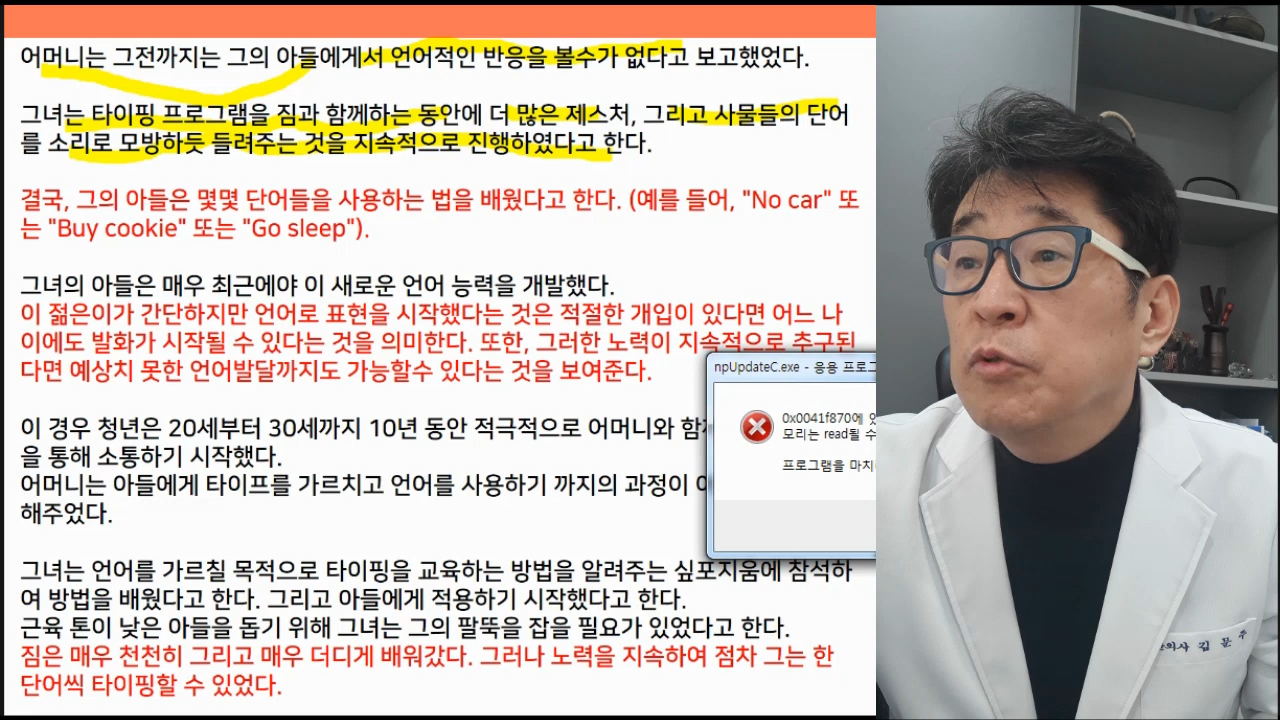 어머니는 그전까지는 그의 아들에게서 언어적인 반응을 볼수가 없다고 보고했었다.
그녀는 타이핑 프로그램을 짐과 함께하는 동안에 더 많은 제스처, 그리고 사물들의 단어
를 소리로 모방하듯 들려주는 것을 지속적으로 진행하였다고 한다.
결국, 그의 아들은 몇몇 단어들을 사용하는 법을 배웠다고 한다. (예를 들어, "No car" 또
는 "Buy cookie" 또는 "Go sleep").
그녀의 아들은 매우 최근에야 이 새로운 언어 능력을 개발했다.
이 젊은이가 간단하지만 언어로 표현을 시작했다는 것은 적절한 개입이 있다면 어느 나
이에도 발화가 시작될 수 있다는 것을 의미한다. 또한, 그러한 노력이 지속적으로 추구된
다면 예상치 못한 언어발달까지도 가능할수 있다는 것을 보여준다.
이 경우 청년은 20세부터 30세까지 10년 동안 적극적으로 어머니와
을 통해 소통하기 시작했다.
어머니는 아들에게 타이프를 가르치고 언어를 사용하기 까지의 과정이
해주었다.
그녀는 언어를 가르칠 목적으로 타이핑을 교육하는 방법을 알려주는 싶포지움에 참석하
여 방법을 배웠다고 한다. 그리고 아들에게 적용하기 시작했다고 한다.
근육 톤이 낮은 아들을 돕기 위해 그녀는 그의 팔뚝을 잡을 필요가 있었다고 한다.
짐은 매우 천천히 그리고 매우 더디게 배워갔다. 그러나 노력을 지속하여 점차 그는 한
단어씩 타이핑할 수 있었다.
npUpdateC.exe - 응용 프로그
0x0041f870에 있
모리는 read될 수
프로그램을 마치
한의사 김문주